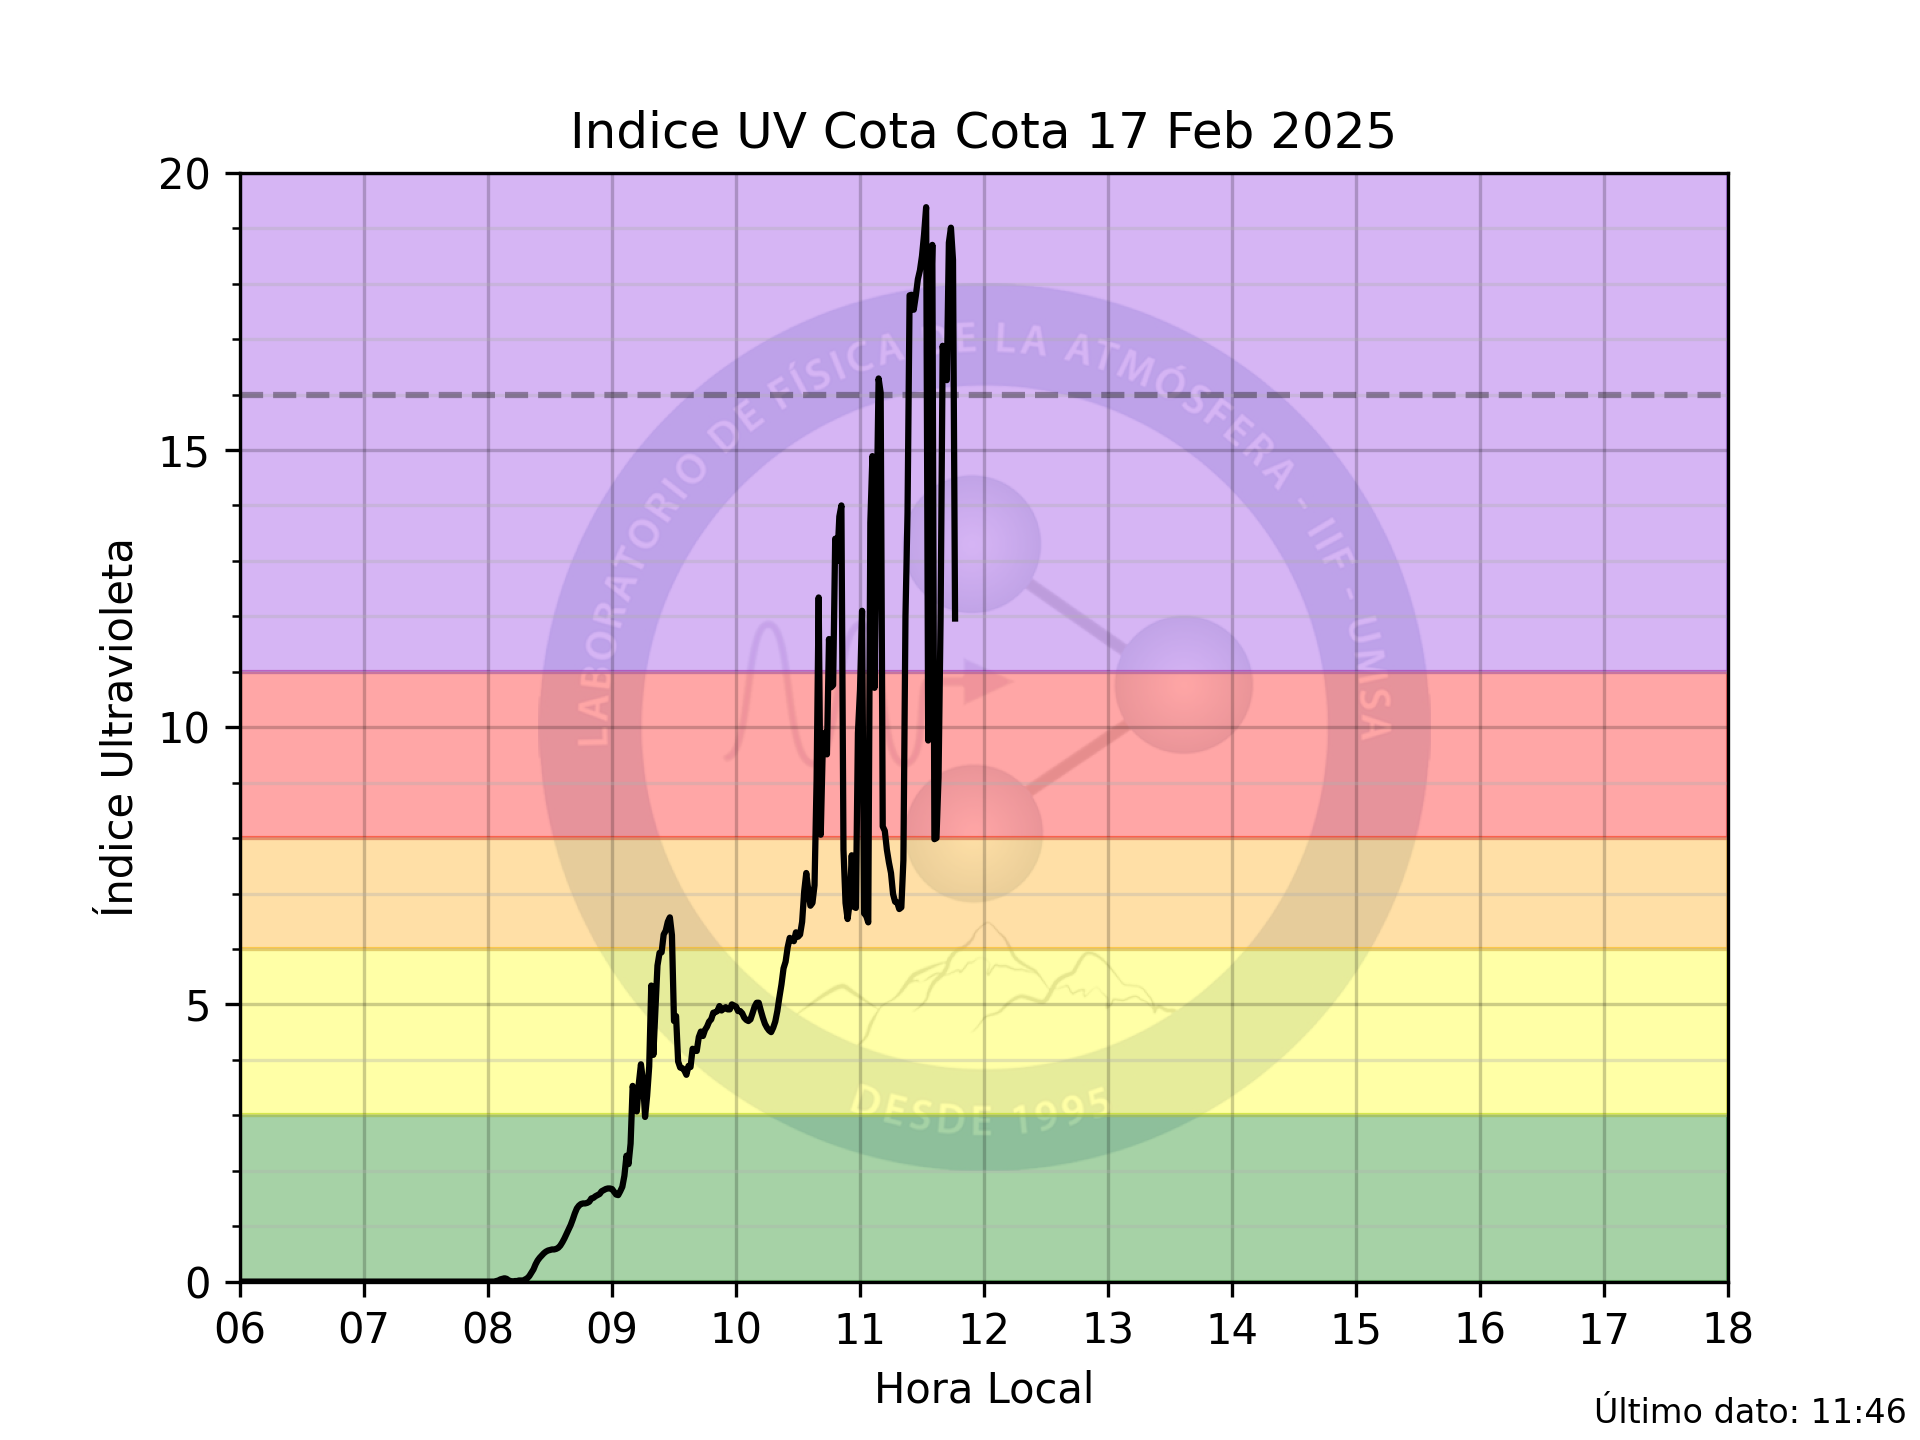 Indice UV Cota Cota 17 Feb 2025
20
15
10
5
0
Índice Ultravioleta
LABORATORIO DE FÍSICA DE LA ATMÓSFERA - IIF - UMSA
DESDE 1995
06 07 08 09 10 11 12 13 14 15 16 17 18
Hora Local
Último dato: 11:46